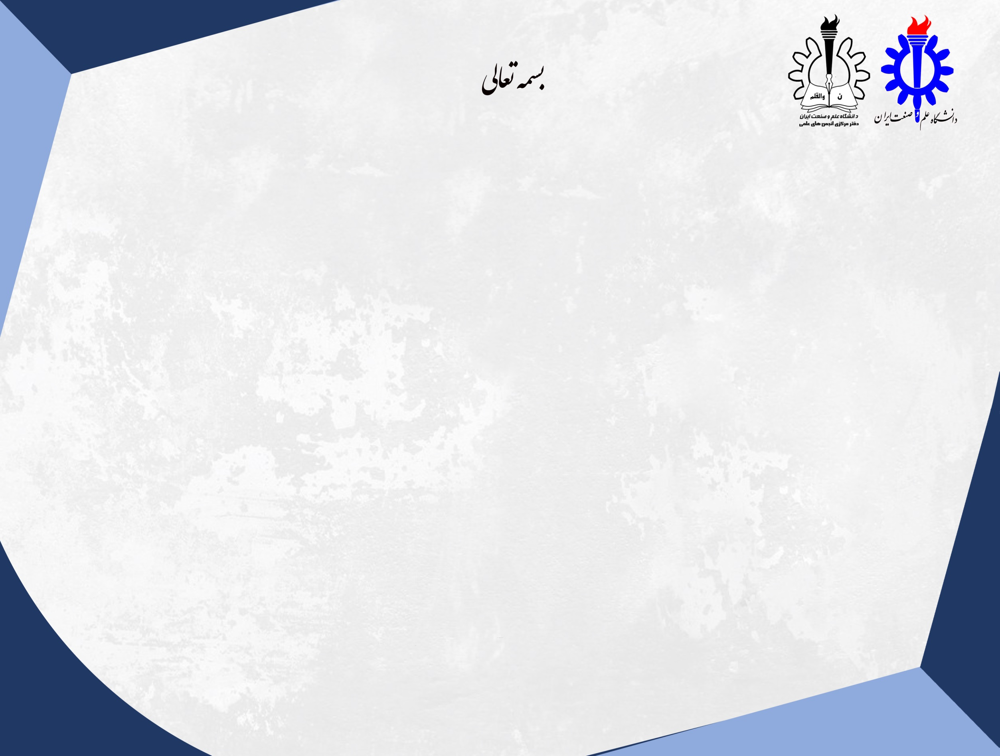 بسمه تعالی
ن والقلم
دانشگاه علم و صنعت ایران
دفتر مرکزی انجمن های علمی
دانشگاه علم و صنعت ایران